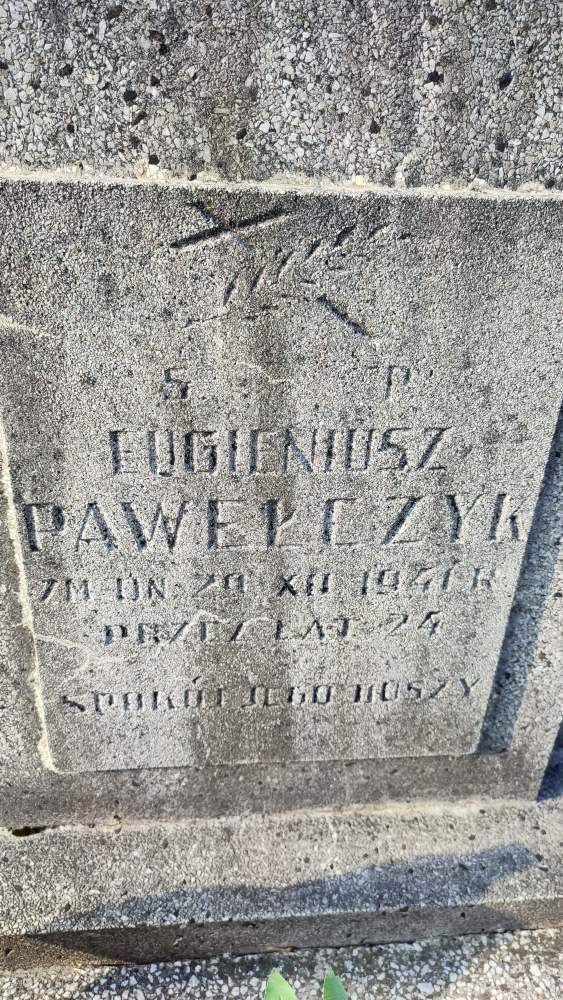 S P
EUGIENIUSZ
PAWEŁCZYK
ZM DN 20 XII 1947 R
PRZEŻ LAT 24
SPOKÓJ JEGO DUSZY